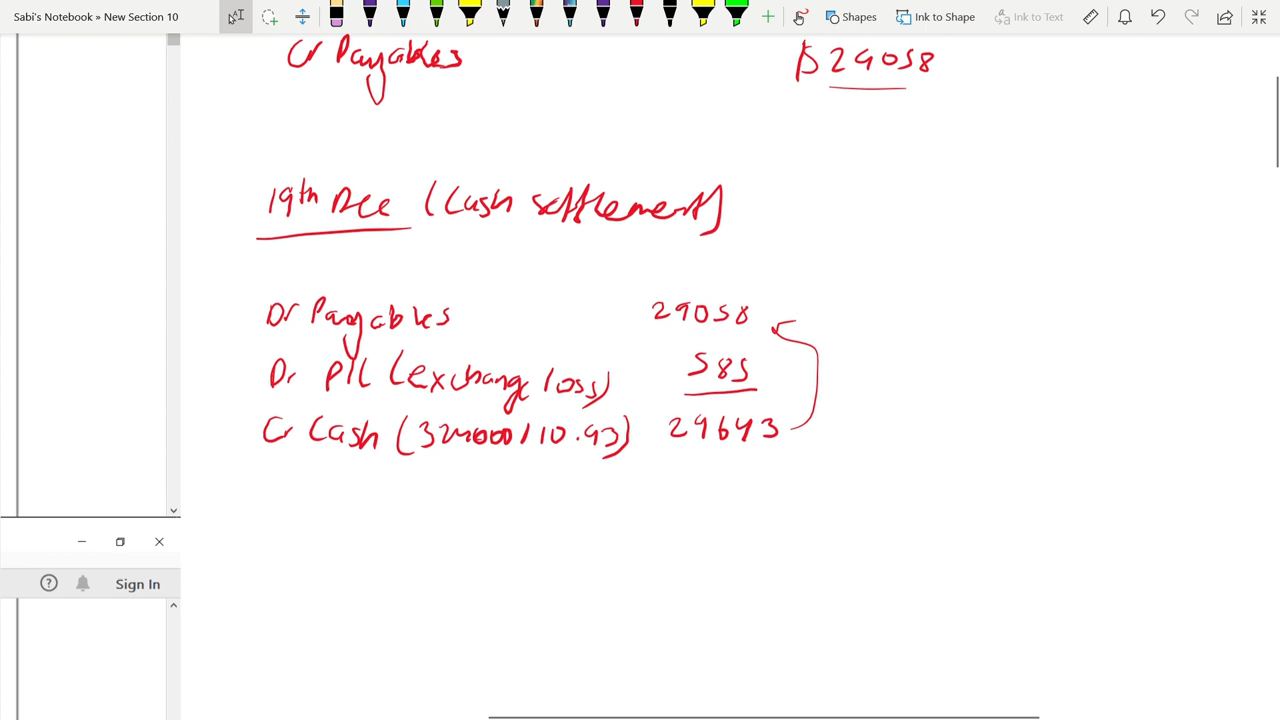 Sabi's Notebook » New Section 10
Shapes
Ink to Shape
Ink to Text
Cr Payables $29058
19th Dec (Cash settlement)
Dr Payables 29058
Dr P/L (exchange loss) 585
Cr Cash (324000/10.93) 29643
Sign In